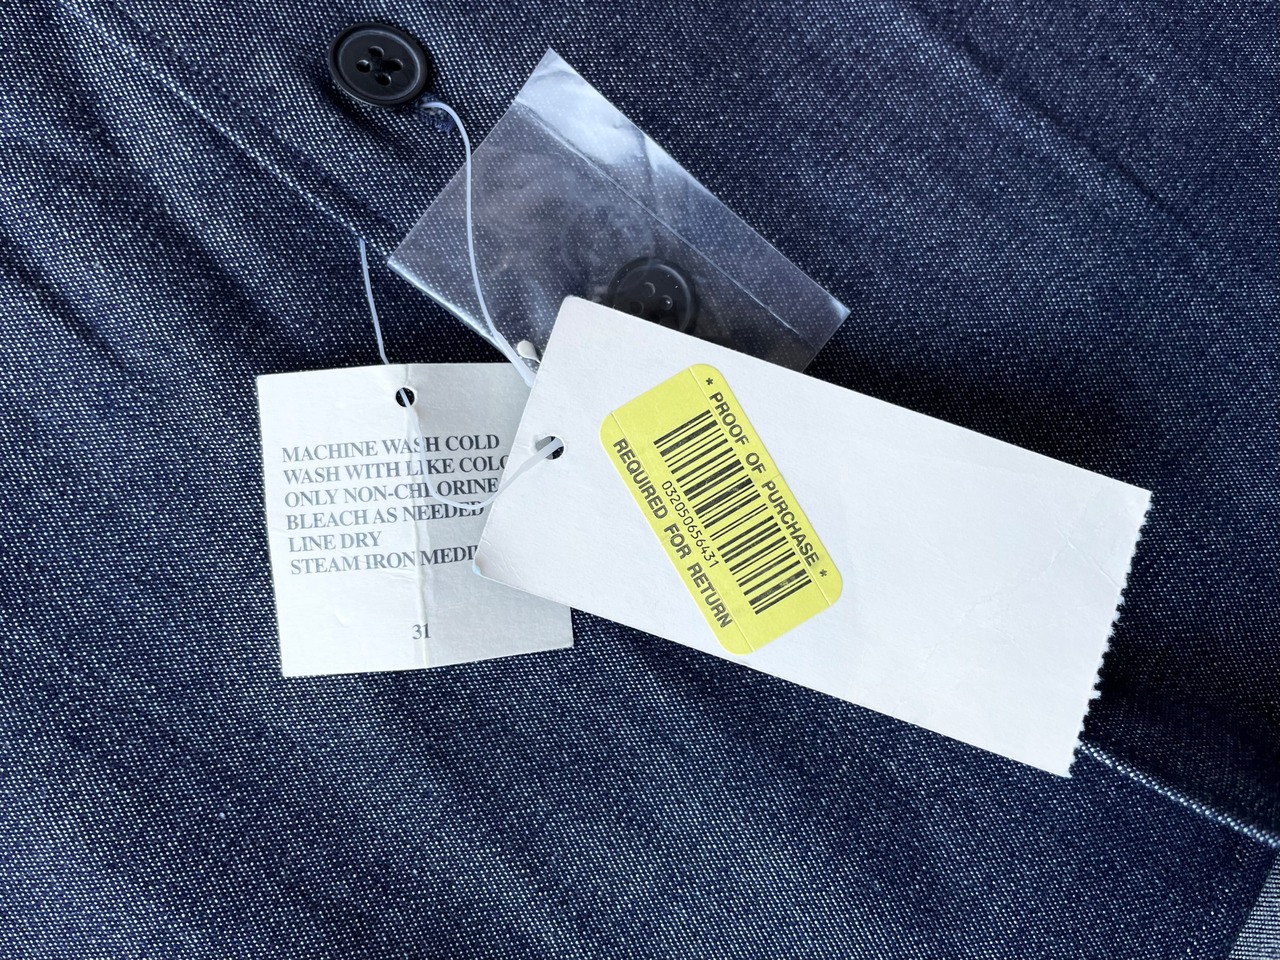 MACHINE WASH COLD
WASH WITH LIKE COLO
ONLY NON-CHLORINE
BLEACH AS NEEDED
LINE DRY
STEAM IRON MEDI
31
* PROOF OF PURCHASE *
032050656431
REQUIRED FOR RETURN